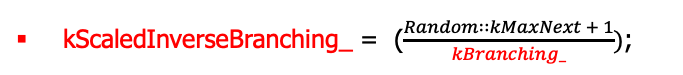 ▪ kScaledInverseBranching_ = (Random::kMaxNext + 1 / kBranching_);